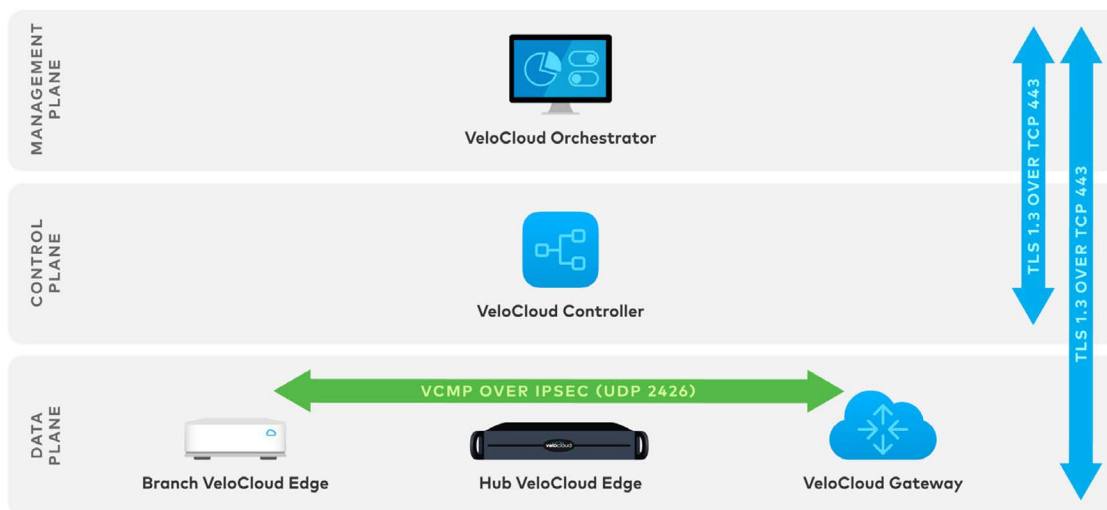 MANAGEMENT
PLANE
VeloCloud Orchestrator
TLS 1.3 OVER TCP 443
TLS 1.3 OVER TCP 443
CONTROL
PLANE
VeloCloud Controller
DATA
PLANE
VCMP OVER IPSEC (UDP 2426)
velocloud
Branch VeloCloud Edge
Hub VeloCloud Edge
VeloCloud Gateway